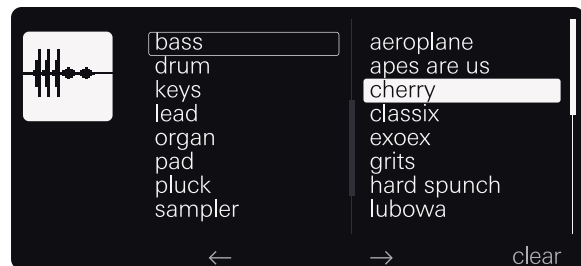 bass
drum
keys
lead
organ
pad
pluck
sampler
aeroplane
apes are us
cherry
classix
exoex
grits
hard spunch
lubowa
← → clear